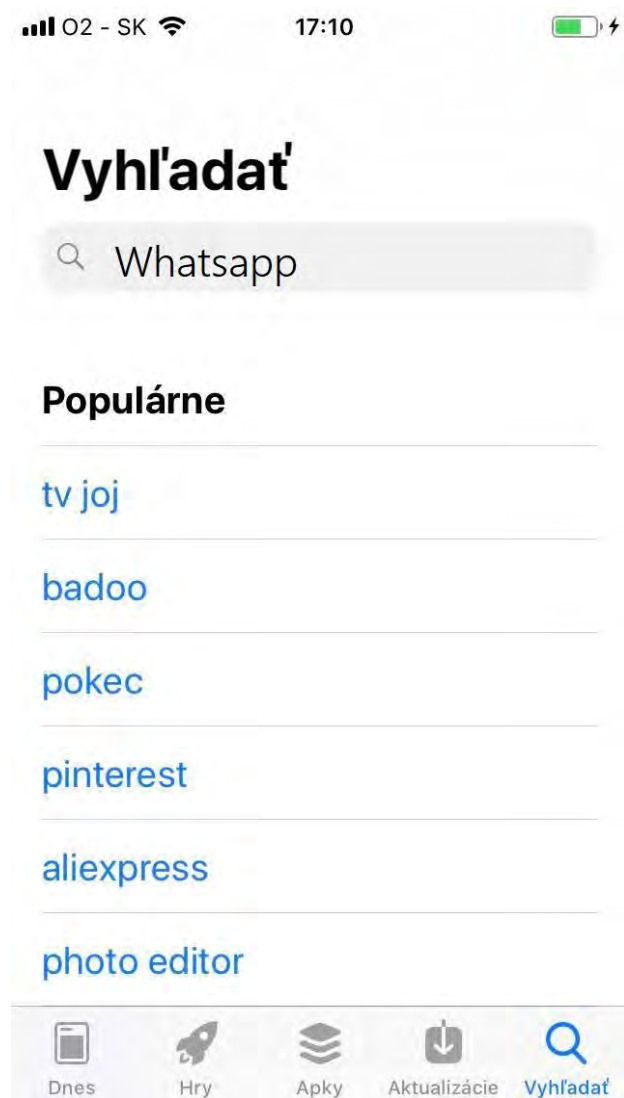 O2 - SK 17:10
Vyhľadať
Whatsapp
Populárne
tv joj
badoo
pokec
pinterest
aliexpress
photo editor
Dnes Hry Apky Aktualizácie Vyhľadať